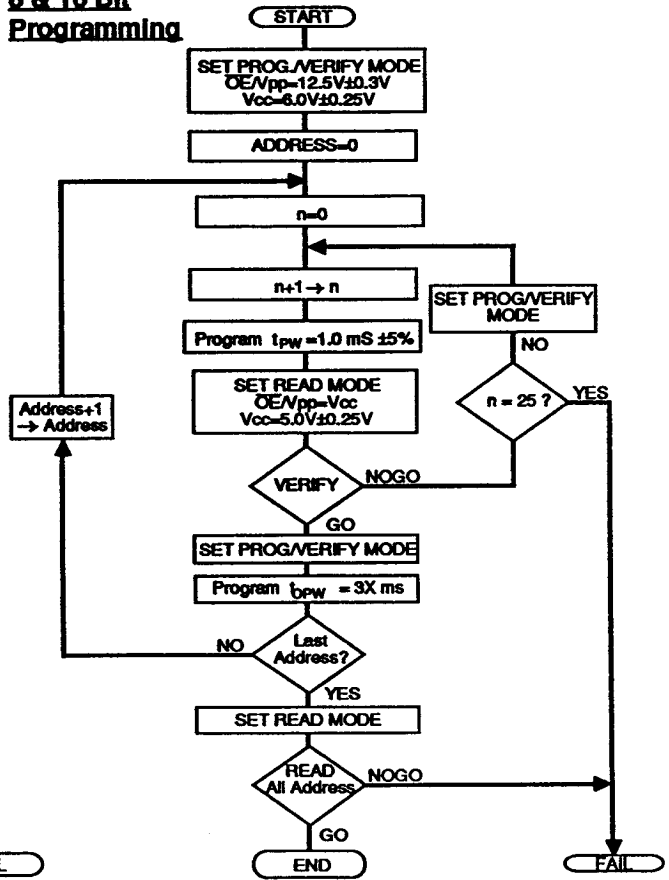 Programming
START
SET PROG./VERIFY MODE
OE/Vpp=12.5V±0.3V
Vcc=6.0V±0.25V
ADDRESS=0
n=0
n+1 → n
SET PROG/VERIFY
MODE
Program tPW =1.0 mS ±5%
NO
SET READ MODE
OE/Vpp=Vcc
Vcc=5.0V±0.25V
n = 25 ?
YES
Address+1
→ Address
VERIFY
NOGO
GO
SET PROG/VERIFY MODE
Program tOPW = 3X ms
NO
Last
Address?
YES
SET READ MODE
READ
All Address
NOGO
GO
END
FAIL